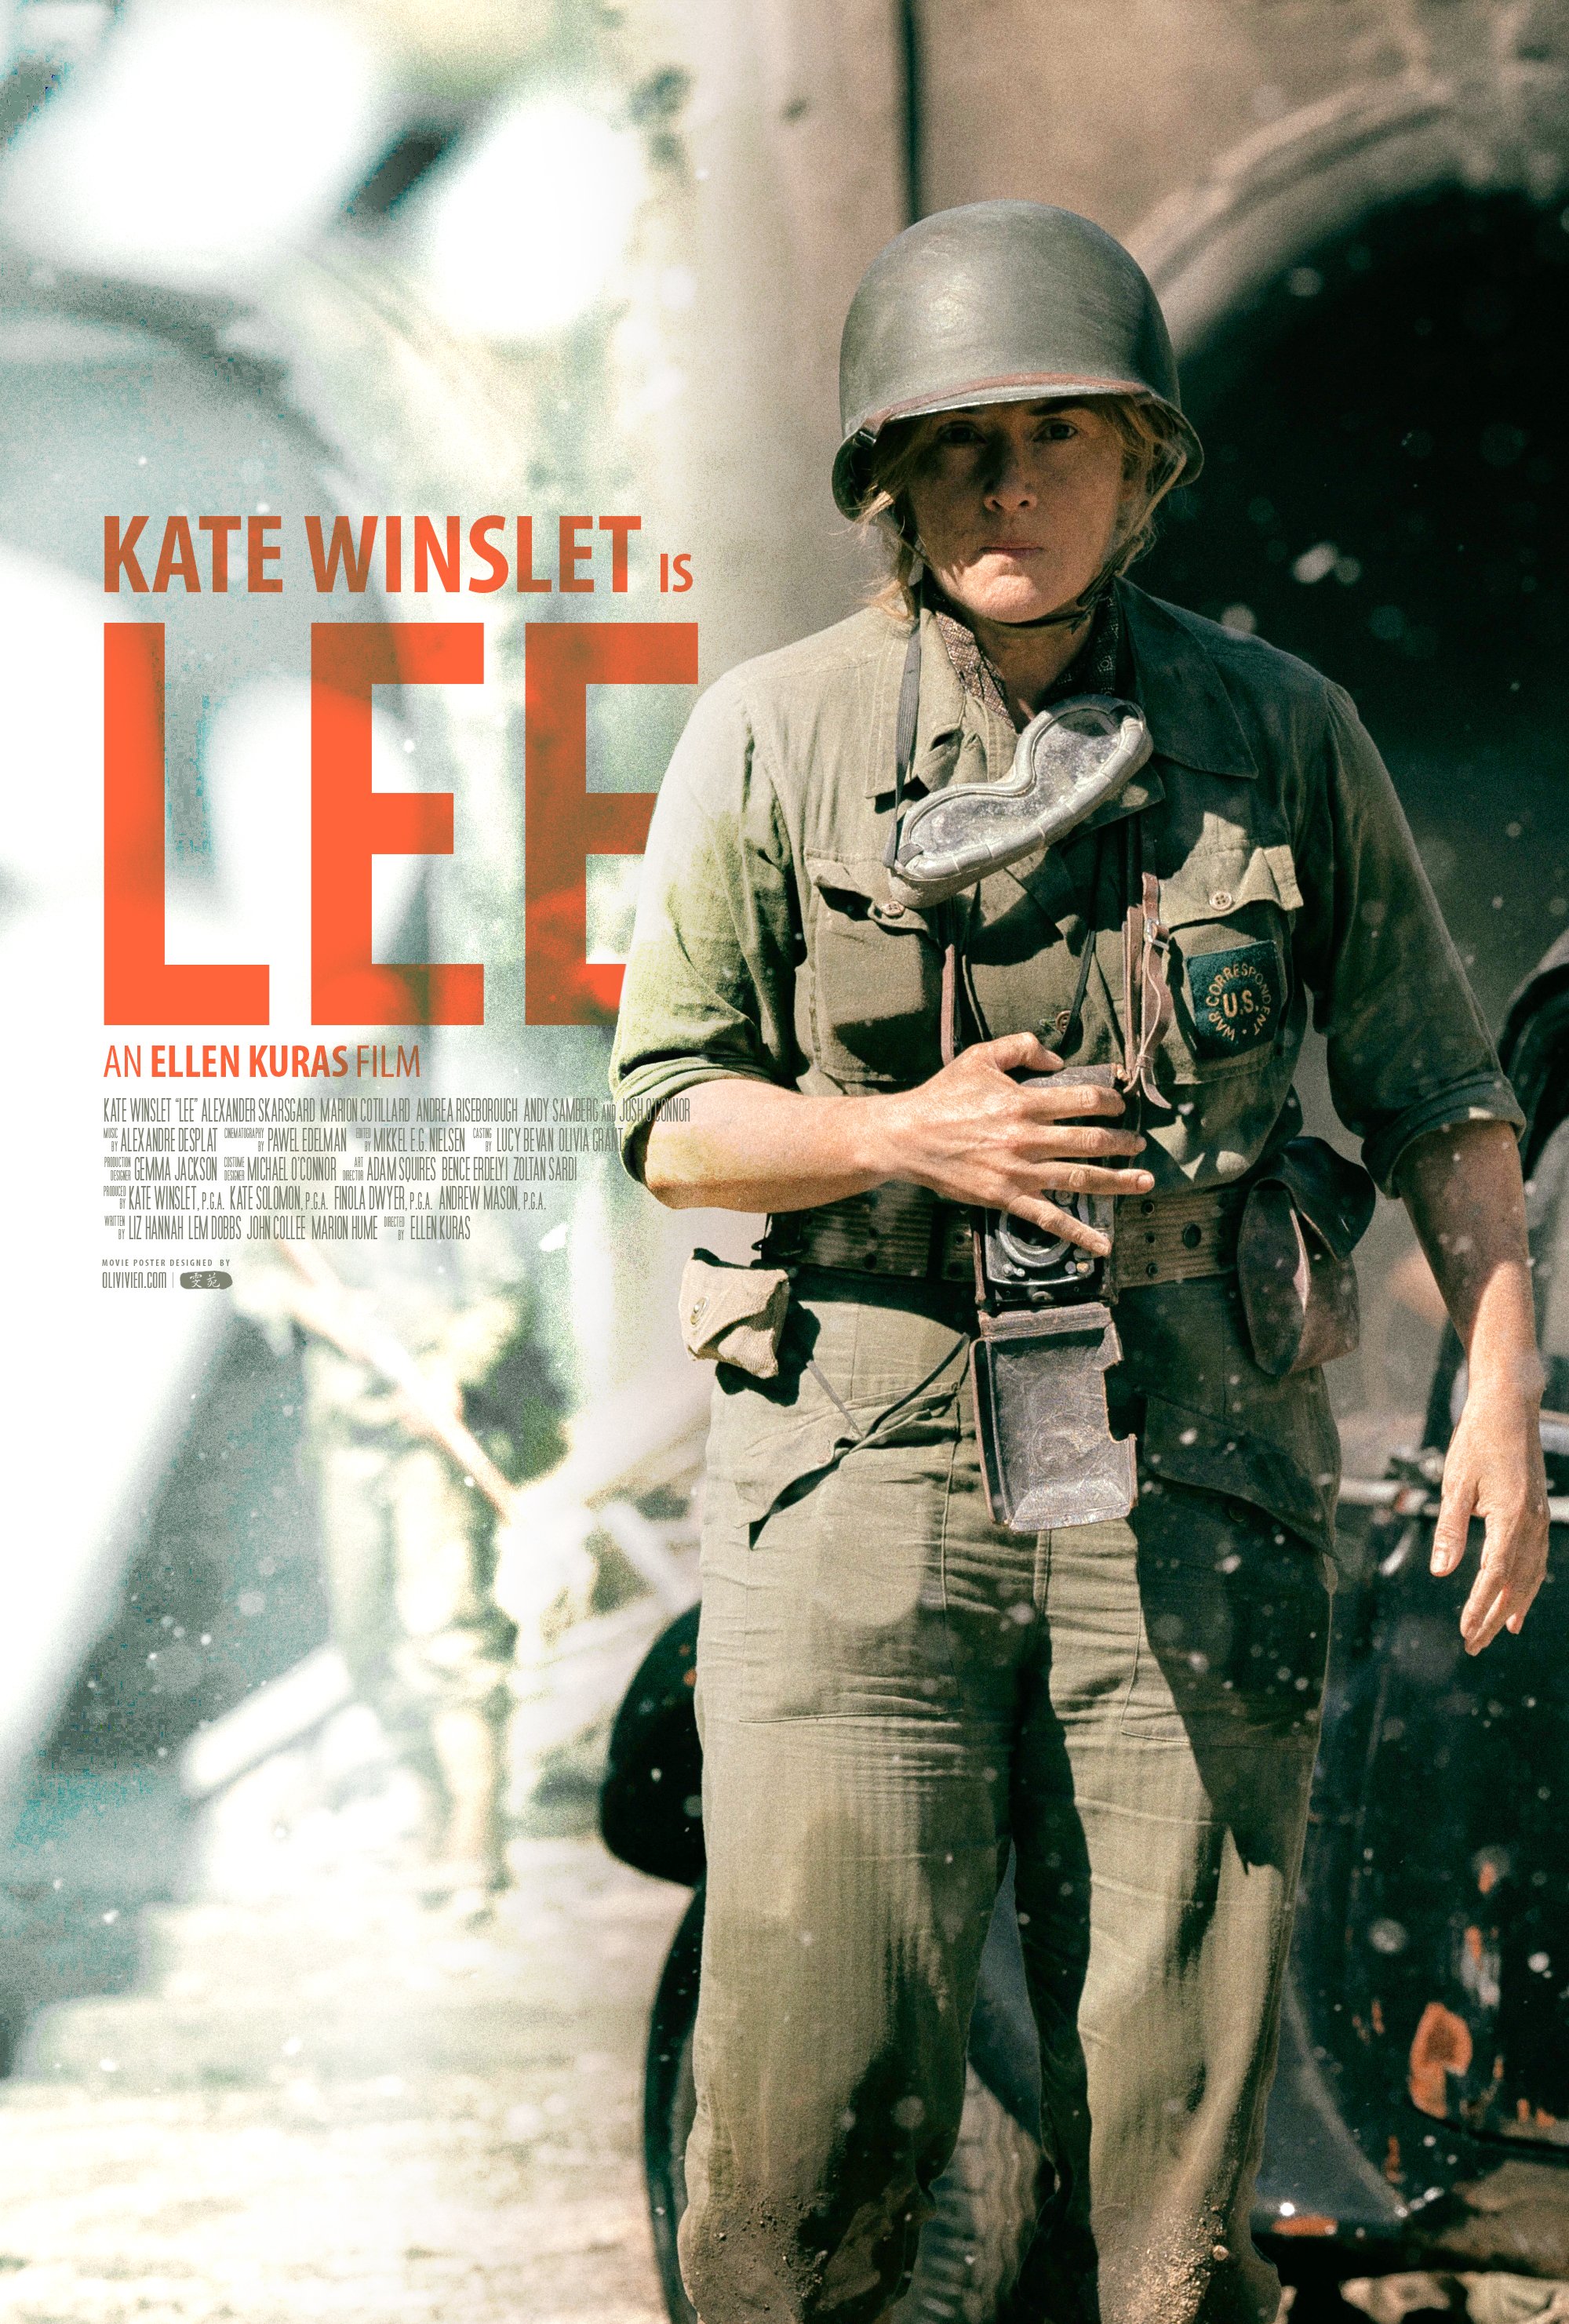 KATE WINSLET IS
LEE
AN ELLEN KURAS FILM
KATE WINSLET "LEE" ALEXANDER SKARSGARD MARION COTILLARD ANDREA RISEBOROUGH ANDY SAMBERG AND JOSH O'CONNOR
MUSIC BY ALEXANDRE DESPLAT CINEMATOGRAPHY BY PAWEL EDELMAN EDITED BY MIKKEL E.G. NIELSEN CASTING BY LUCY BEVAN OLIVIA GRANT
PRODUCTION DESIGNER GEMMA JACKSON COSTUME DESIGNER MICHAEL O'CONNOR ART DIRECTOR ADAM SQUIRES BENCE ERDELYI ZOLTAN SARDI
PRODUCED BY KATE WINSLET, P.G.A. KATE SOLOMON, P.G.A. FINOLA DWYER, P.G.A. ANDREW MASON, P.G.A.
WRITTEN BY LIZ HANNAH LEM DOBBS JOHN COLLEE MARION HUME DIRECTED BY ELLEN KURAS
MOVIE POSTER DESIGNED BY
OLIVIVIEN.COM |
WAR CORRESPONDENT
U.S.